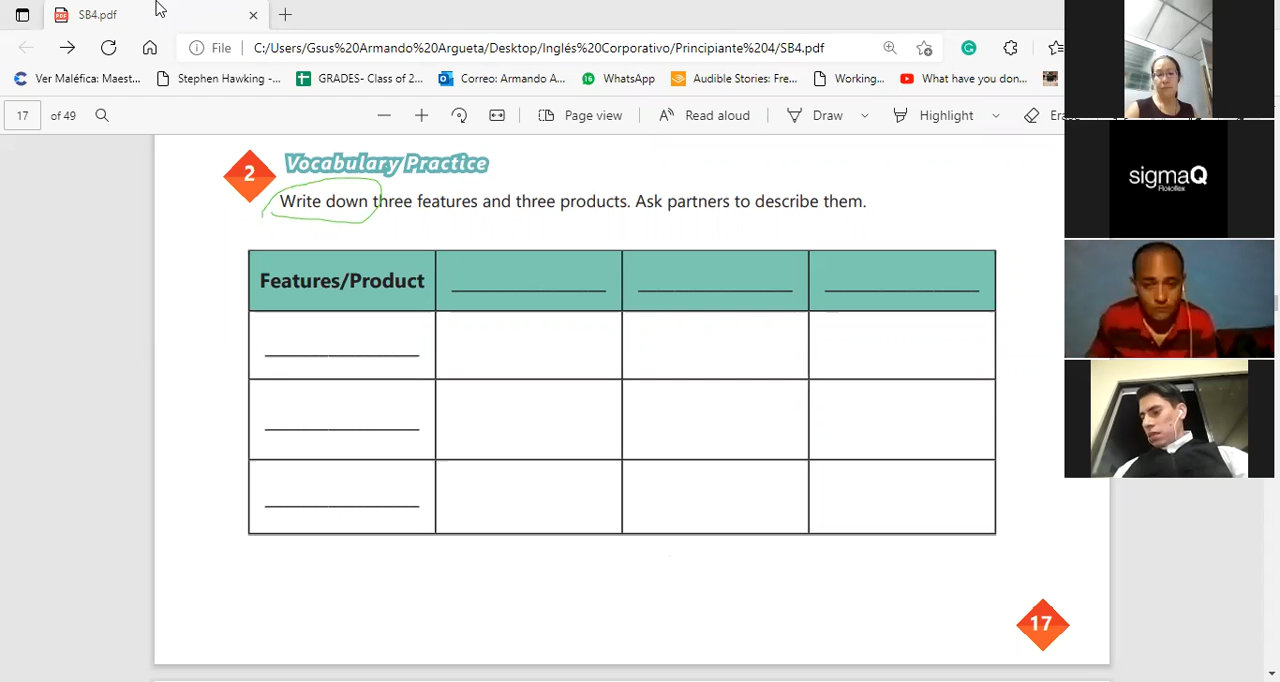 SB4.pdf
File C:/Users/Gsus%20Armando%20Argueta/Desktop/Inglés%20Corporativo/Principiante%204/SB4.pdf
Ver Maléfica: Maest... Stephen Hawking -... GRADES- Class of 2... Correo: Armando A... WhatsApp Audible Stories: Fre... Working... What have you don...
17 of 49 Page view Read aloud Draw Highlight
2 Vocabulary Practice
Write down three features and three products. Ask partners to describe them.
Features/Product
17
sigmaQ